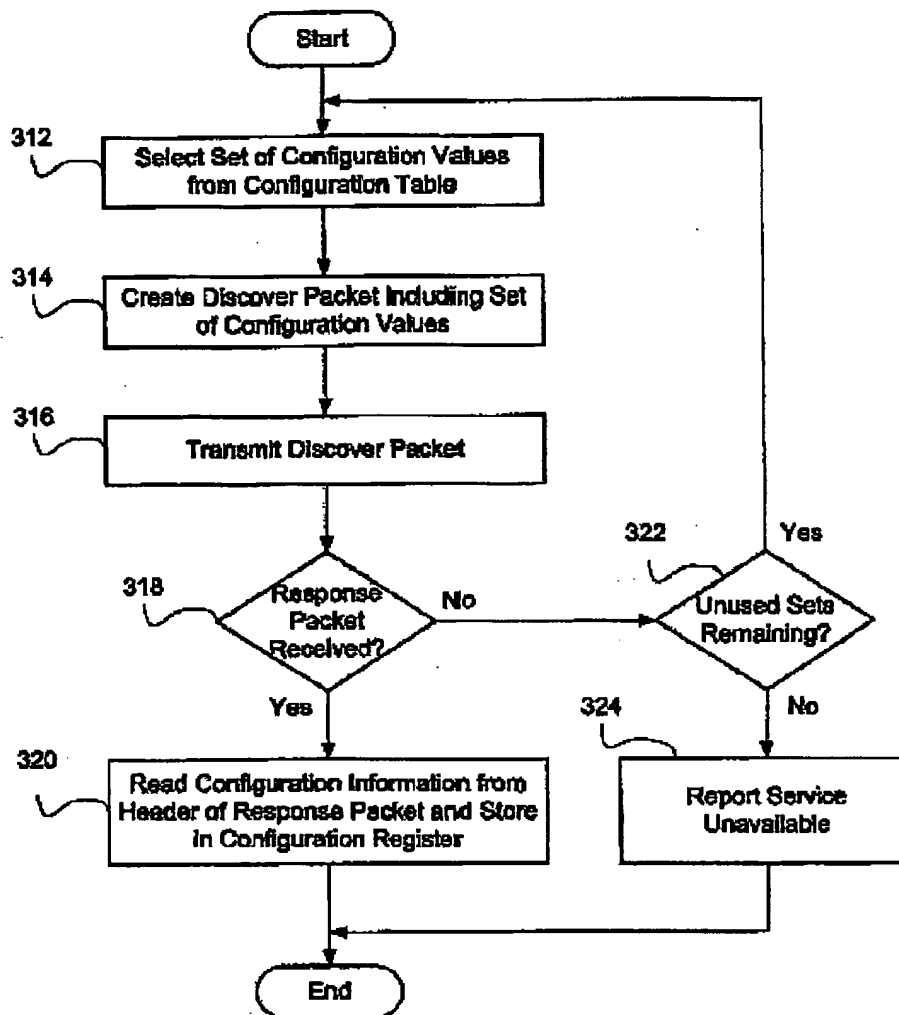 Start
312
Select Set of Configuration Values
from Configuration Table
314
Create Discover Packet Including Set
of Configuration Values
316
Transmit Discover Packet
318
Response
Packet
Received?
No
Yes
322
Unused Sets
Remaining?
Yes
No
320
Read Configuration Information from
Header of Response Packet and Store
in Configuration Register
324
Report Service
Unavailable
End